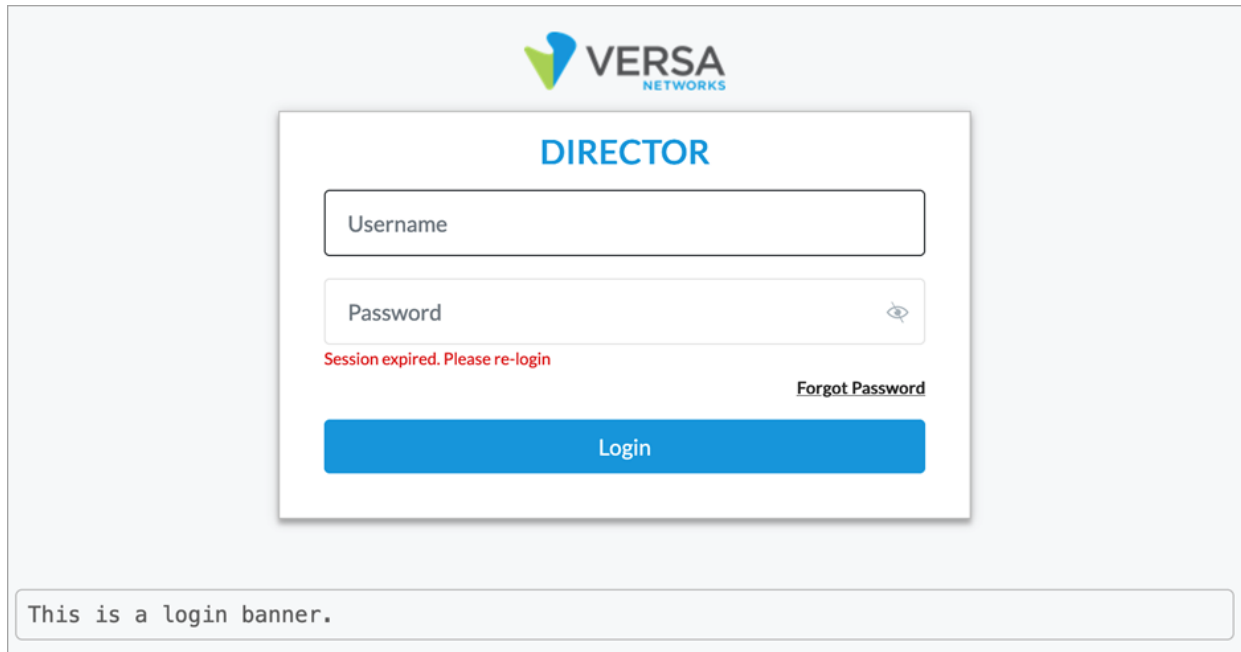 VERSA
NETWORKS
DIRECTOR
Username
Password
Session expired. Please re-login
Forgot Password
Login
This is a login banner.